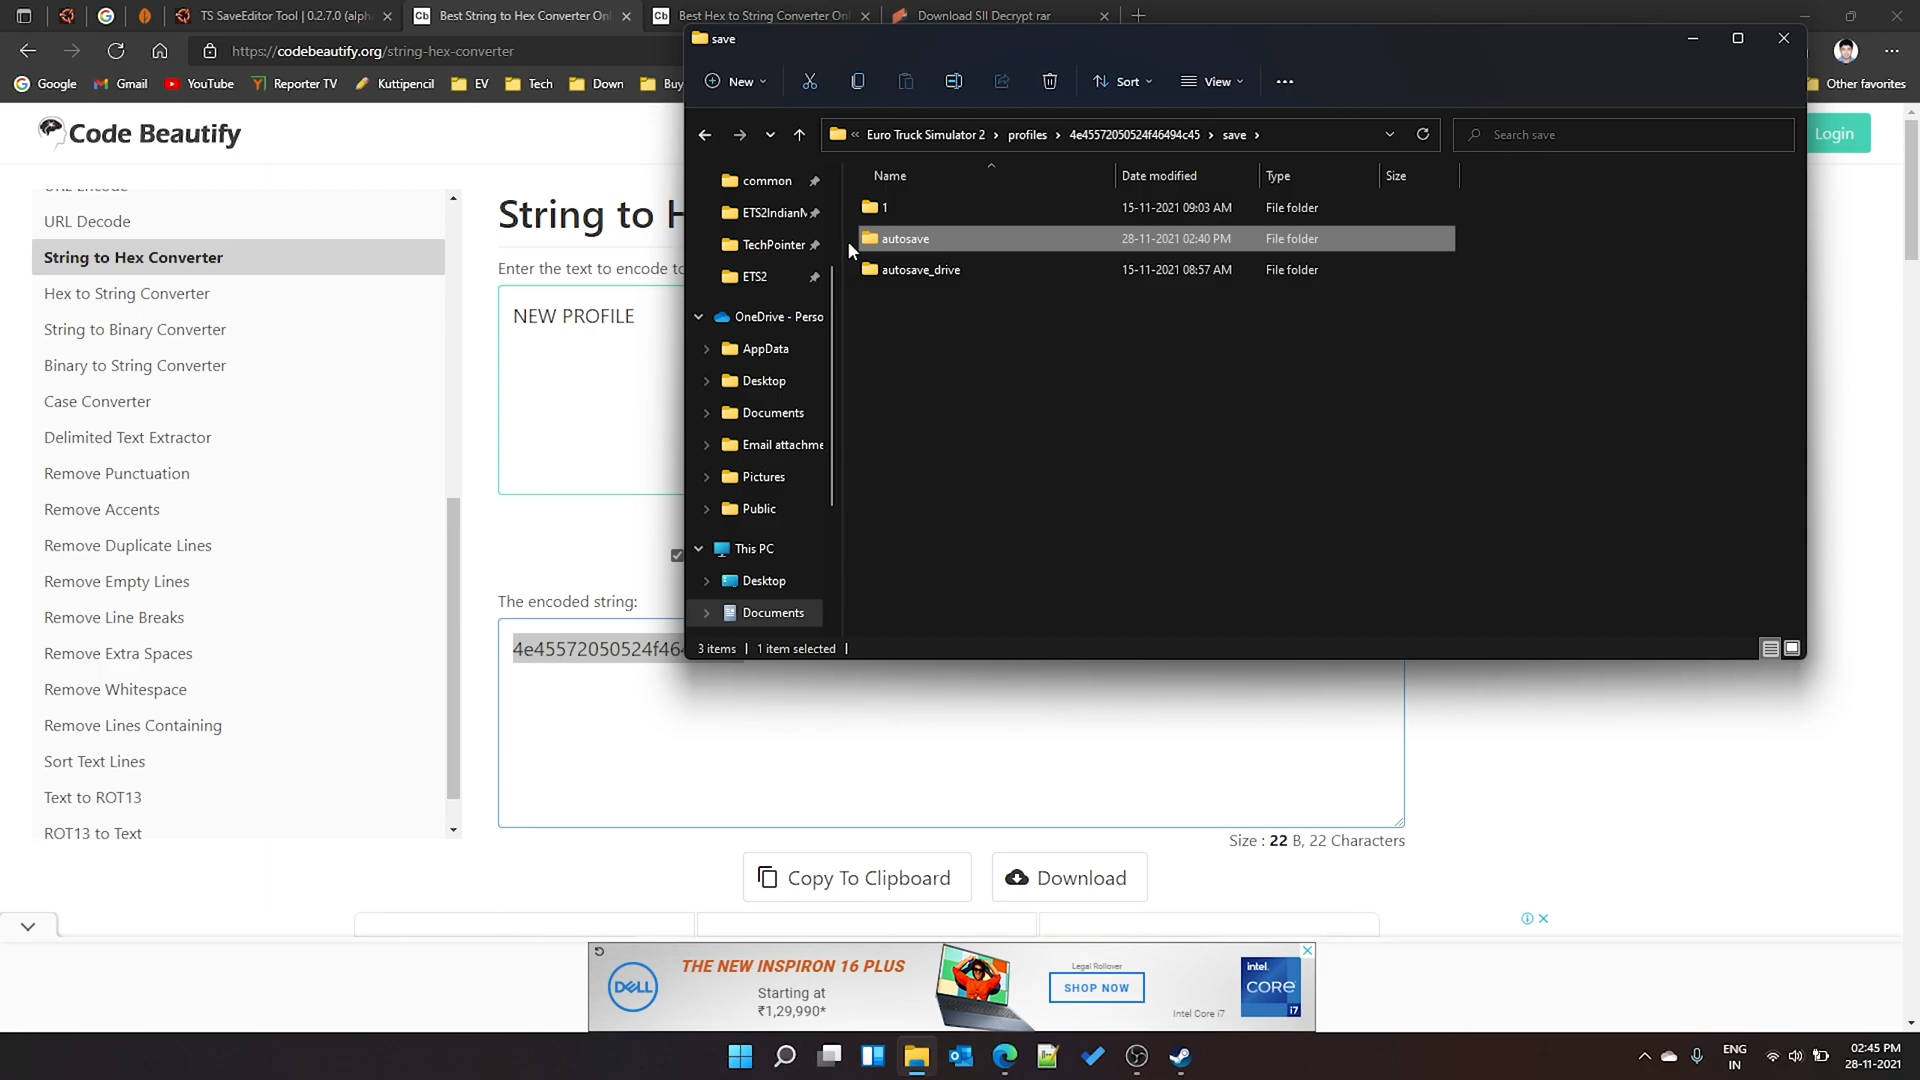 TS SaveEditor Tool | 0.2.7.0 (alph
Best String to Hex Converter Onl
Best Hex to String Converter Onl
Download SII Decrypt rar
https://codebeautify.org/string-hex-converter
Google
Gmail
YouTube
Reporter TV
Kuttipencil
EV
Tech
Down
Buy
Other favorites
Code Beautify
Login
URL Decode
String to Hex Converter
Hex to String Converter
String to Binary Converter
Binary to String Converter
Case Converter
Delimited Text Extractor
Remove Punctuation
Remove Accents
Remove Duplicate Lines
Remove Empty Lines
Remove Line Breaks
Remove Extra Spaces
Remove Whitespace
Remove Lines Containing
Sort Text Lines
Text to ROT13
ROT13 to Text
String to H
Enter the text to encode to
NEW PROFILE
The encoded string:
4e45572050524f464
Size : 22 B, 22 Characters
Copy To Clipboard
Download
save
New
Sort
View
Euro Truck Simulator 2 › profiles › 4e45572050524f46494c45 › save ›
Search save
Name
Date modified
Type
Size
1
15-11-2021 09:03 AM
File folder
autosave
28-11-2021 02:40 PM
File folder
autosave_drive
15-11-2021 08:57 AM
File folder
common
ETS2IndianM
TechPointer
ETS2
OneDrive - Perso
AppData
Desktop
Documents
Email attachme
Pictures
Public
This PC
Desktop
Documents
3 items
1 item selected
DELL
THE NEW INSPIRON 16 PLUS
Starting at
₹1,29,990*
Legal Rollover
SHOP NOW
Intel Core i7
intel.
CORE
i7
ENG
IN
02:45 PM
28-11-2021